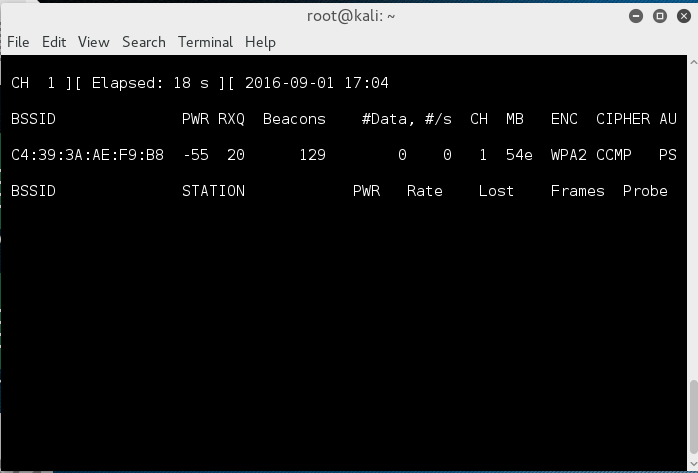 root@kali: ~
File Edit View Search Terminal Help
CH 1 ][ Elapsed: 18 s ][ 2016-09-01 17:04
BSSID PWR RXQ Beacons #Data, #/s CH MB ENC CIPHER AU
C4:39:3A:AE:F9:B8 -55 20 129 0 0 1 54e WPA2 CCMP PS
BSSID STATION PWR Rate Lost Frames Probe